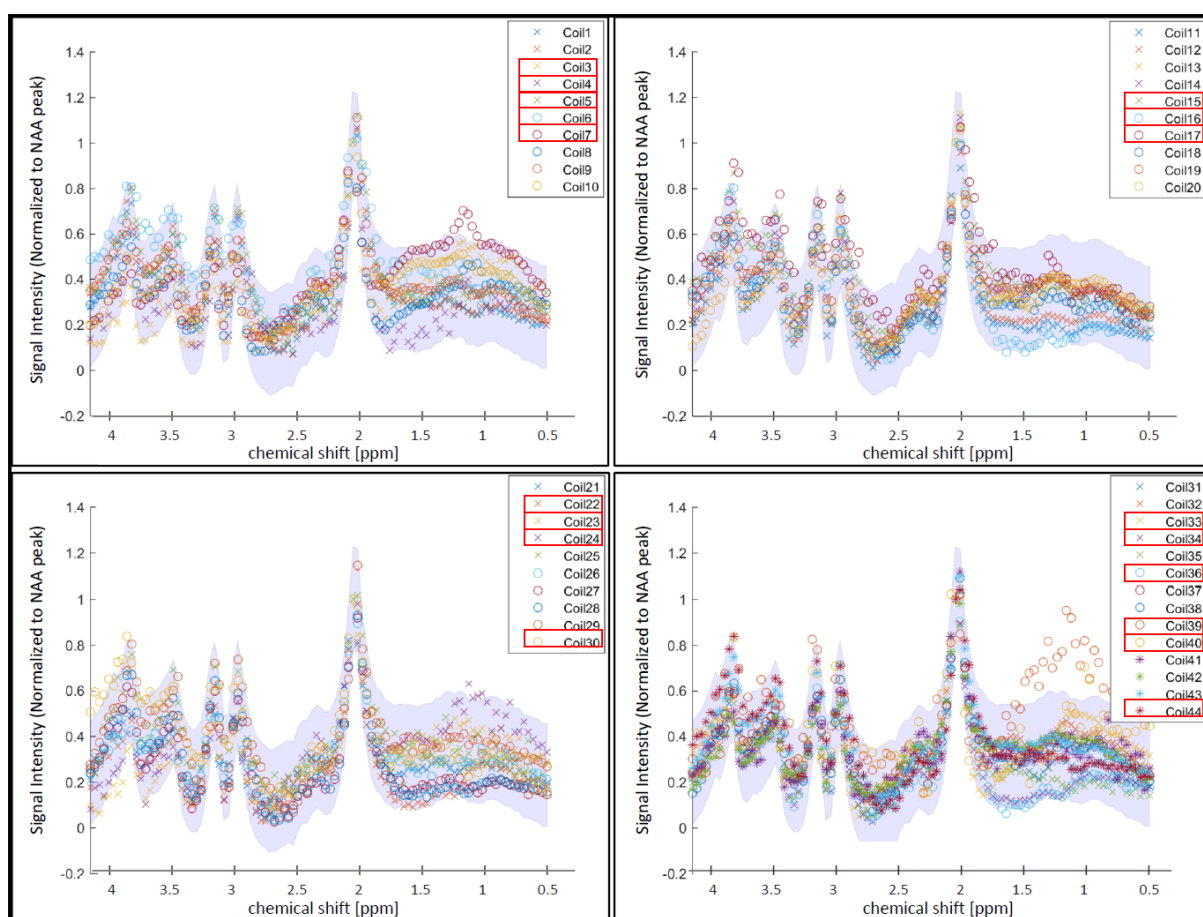 Coil1
Coil2
Coil3
Coil4
Coil5
Coil6
Coil7
Coil8
Coil9
Coil10
1.4
1.2
1
0.8
0.6
0.4
0.2
0
-0.2
Signal Intensity (Normalized to NAA peak)
4 3.5 3 2.5 2 1.5 1 0.5
chemical shift [ppm]
Coil11
Coil12
Coil13
Coil14
Coil15
Coil16
Coil17
Coil18
Coil19
Coil20
1.4
1.2
1
0.8
0.6
0.4
0.2
0
-0.2
Signal Intensity (Normalized to NAA peak)
4 3.5 3 2.5 2 1.5 1 0.5
chemical shift [ppm]
Coil21
Coil22
Coil23
Coil24
Coil25
Coil26
Coil27
Coil28
Coil29
Coil30
1.4
1.2
1
0.8
0.6
0.4
0.2
0
-0.2
Signal Intensity (Normalized to NAA peak)
4 3.5 3 2.5 2 1.5 1 0.5
chemical shift [ppm]
Coil31
Coil32
Coil33
Coil34
Coil35
Coil36
Coil37
Coil38
Coil39
Coil40
Coil41
Coil42
Coil43
Coil44
1.4
1.2
1
0.8
0.6
0.4
0.2
0
-0.2
Signal Intensity (Normalized to NAA peak)
4 3.5 3 2.5 2 1.5 1 0.5
chemical shift [ppm]